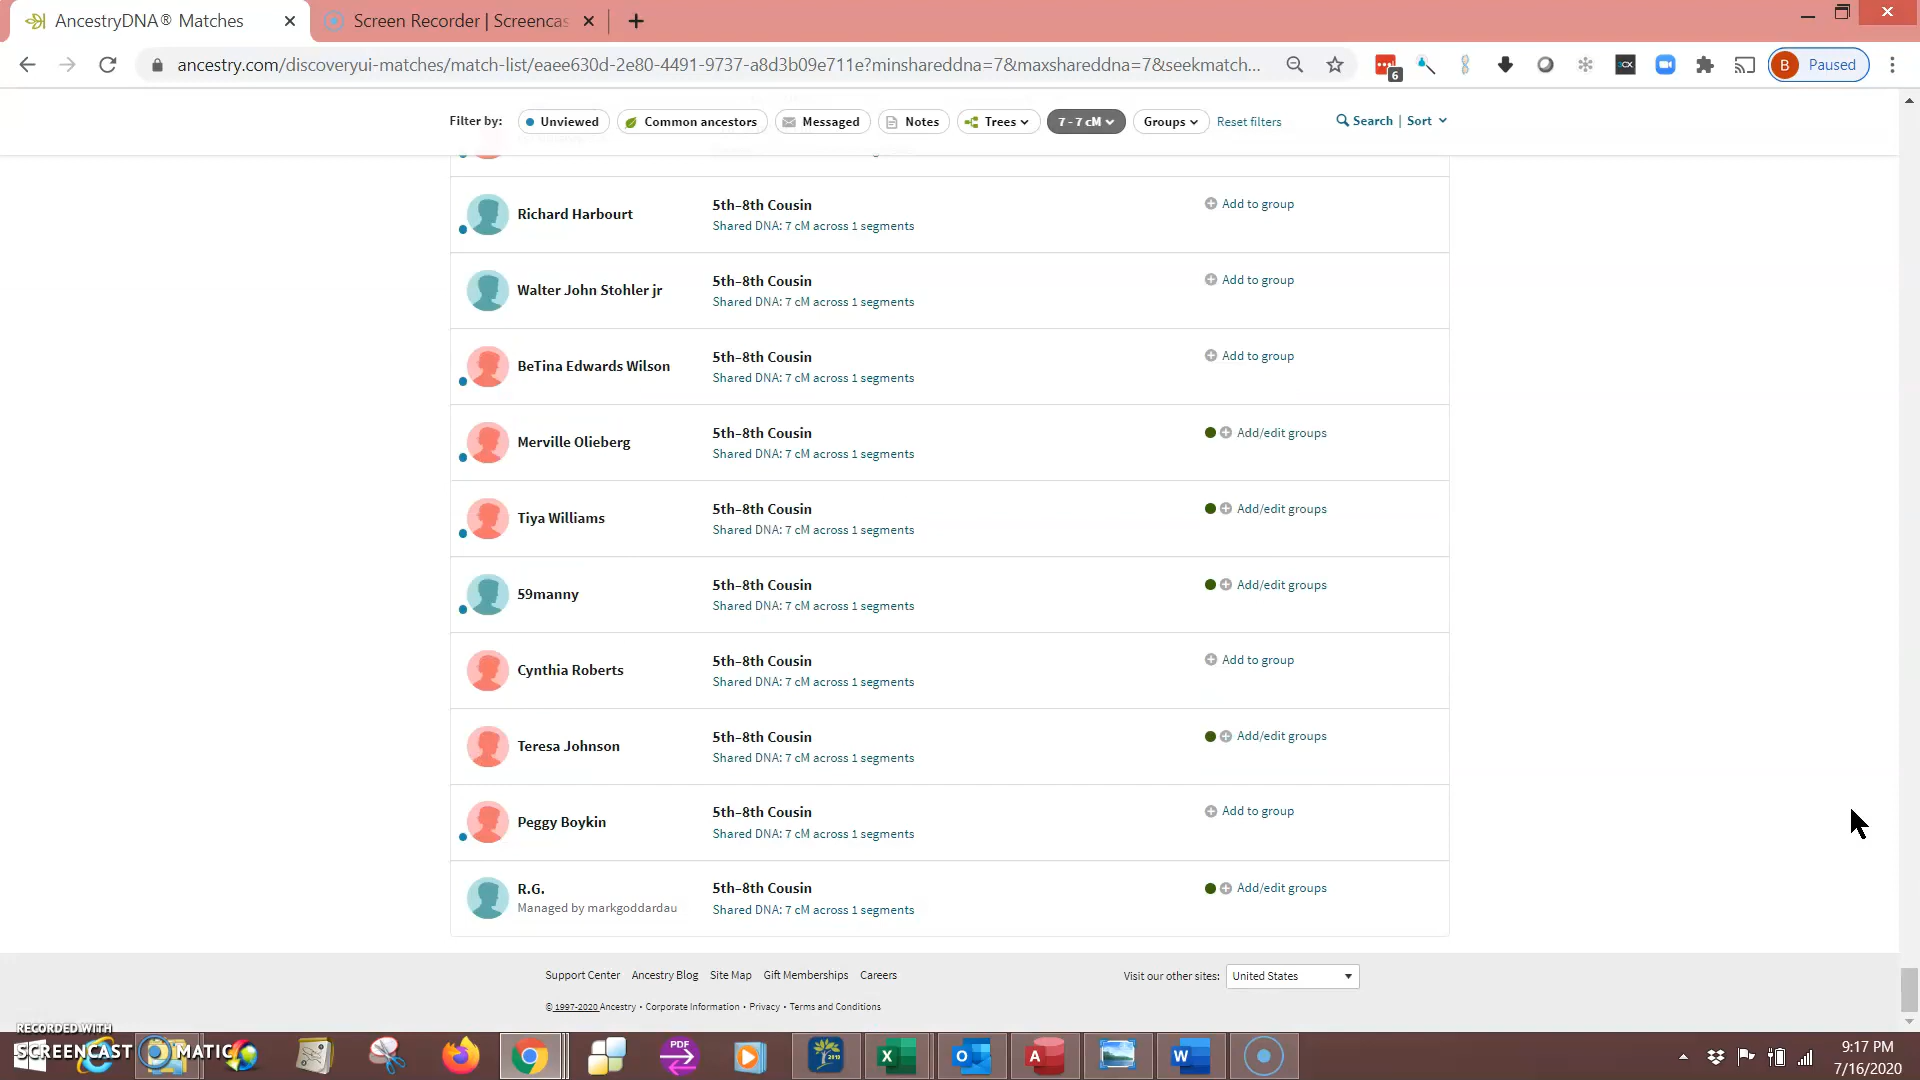 AncestryDNA® Matches
Screen Recorder | Screencas
ancestry.com/discoveryui-matches/match-list/eaee630d-2e80-4491-9737-a8d3b09e711e?minshareddna=7&maxshareddna=7&seekmatch...
6
B Paused
Filter by: Unviewed Common ancestors Messaged Notes Trees 7 - 7 cM Groups Reset filters Search | Sort
Richard Harbourt 5th–8th Cousin Add to group
Shared DNA: 7 cM across 1 segments
Walter John Stohler jr 5th–8th Cousin Add to group
Shared DNA: 7 cM across 1 segments
BeTina Edwards Wilson 5th–8th Cousin Add to group
Shared DNA: 7 cM across 1 segments
Merville Olieberg 5th–8th Cousin Add/edit groups
Shared DNA: 7 cM across 1 segments
Tiya Williams 5th–8th Cousin Add/edit groups
Shared DNA: 7 cM across 1 segments
59manny 5th–8th Cousin Add/edit groups
Shared DNA: 7 cM across 1 segments
Cynthia Roberts 5th–8th Cousin Add to group
Shared DNA: 7 cM across 1 segments
Teresa Johnson 5th–8th Cousin Add/edit groups
Shared DNA: 7 cM across 1 segments
Peggy Boykin 5th–8th Cousin Add to group
Shared DNA: 7 cM across 1 segments
R.G. 5th–8th Cousin Add/edit groups
Managed by markgoddardau Shared DNA: 7 cM across 1 segments
Support Center Ancestry Blog Site Map Gift Memberships Careers Visit our other sites: United States
© 1997-2020 Ancestry • Corporate Information • Privacy • Terms and Conditions
RECORDED WITH
SCREENCAST MATIC
PDF
2019
9:17 PM
7/16/2020